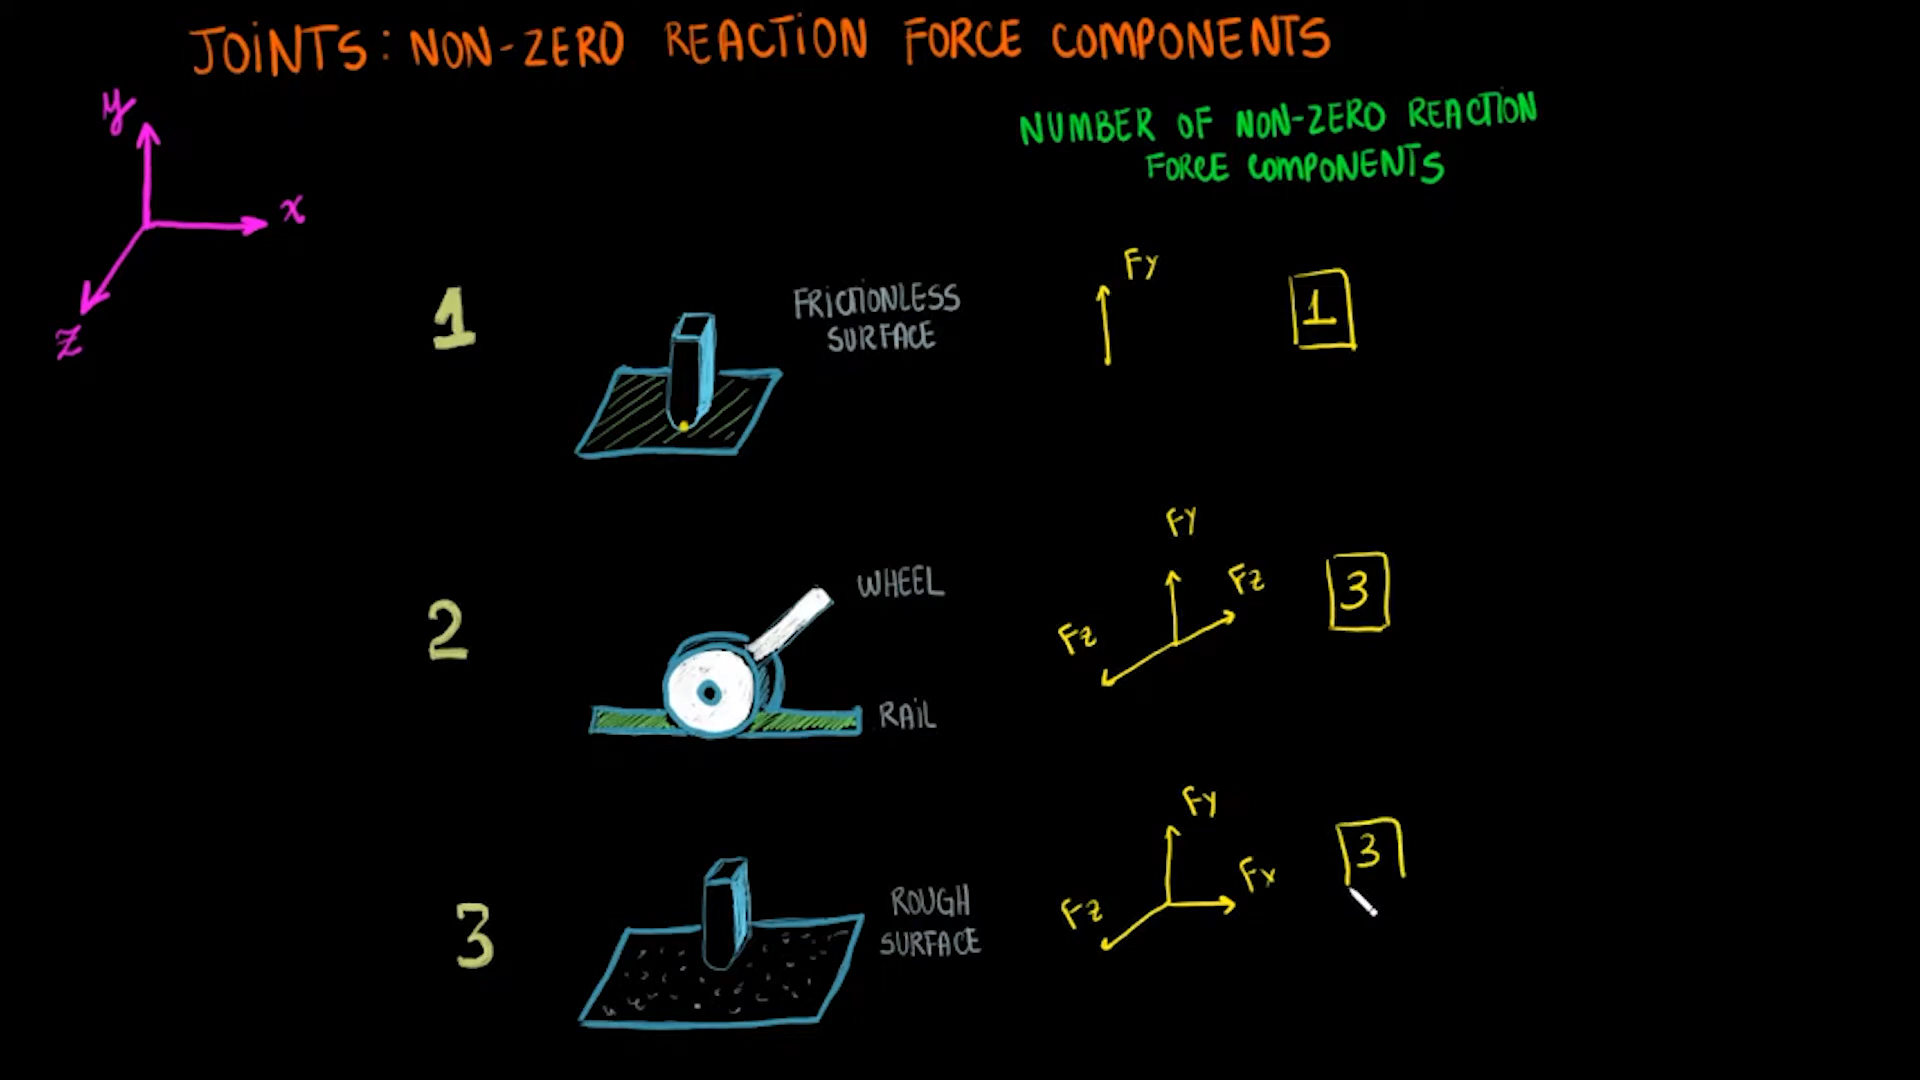 JOINTS: NON-ZERO REACTION FORCE COMPONENTS
NUMBER OF NON-ZERO REACTION
FORCE COMPONENTS
y
x
z
1
FRICTIONLESS
SURFACE
Fy
1
2
WHEEL
RAIL
Fy
Fz
Fz
3
3
ROUGH
SURFACE
Fy
Fx
Fz
3